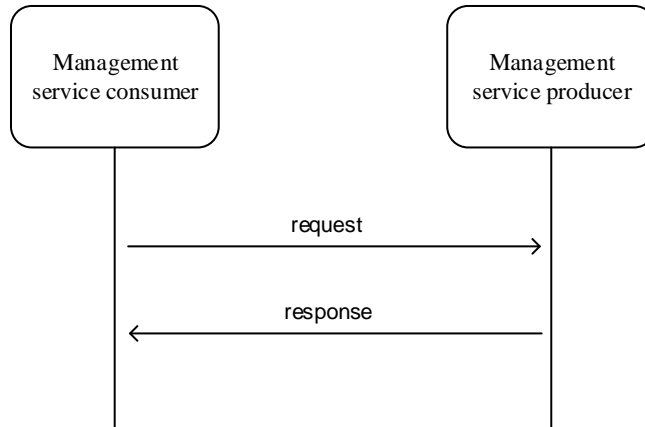 Management
service consumer
Management
service producer
request
response